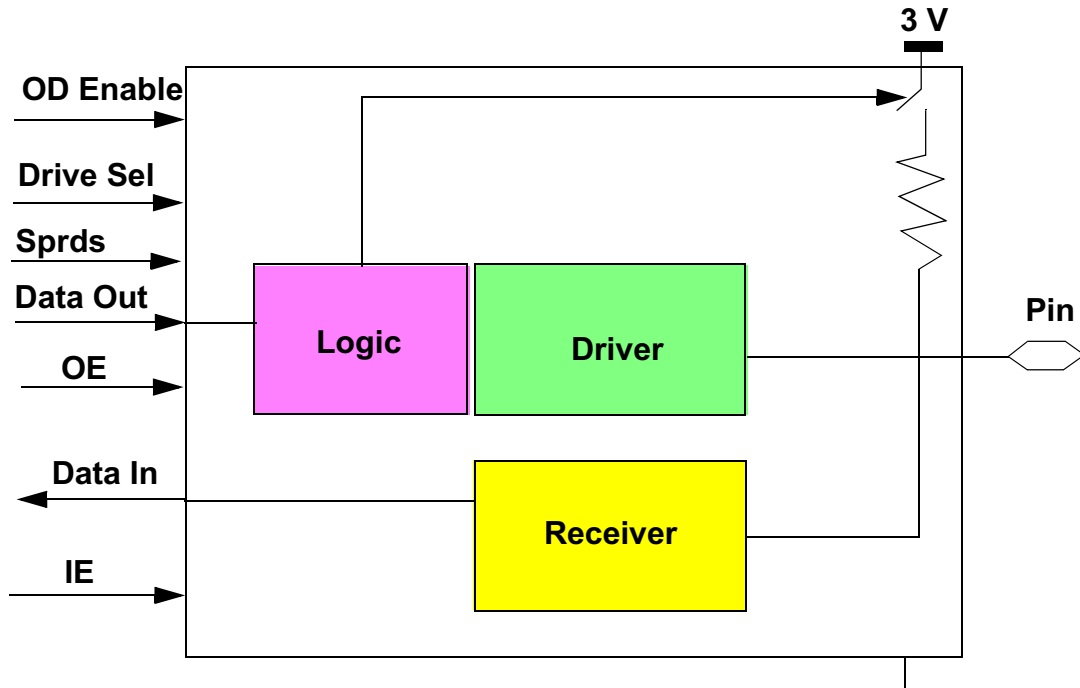 3 V
OD Enable
Drive Sel
Sprds
Data Out
Logic
Driver
Pin
OE
Data In
Receiver
IE